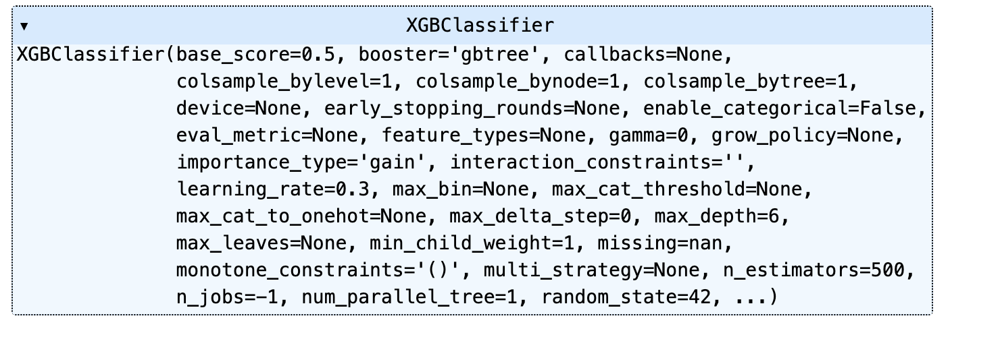 ▼ XGBClassifier
XGBClassifier(base_score=0.5, booster='gbtree', callbacks=None,
colsample_bylevel=1, colsample_bynode=1, colsample_bytree=1,
device=None, early_stopping_rounds=None, enable_categorical=False,
eval_metric=None, feature_types=None, gamma=0, grow_policy=None,
importance_type='gain', interaction_constraints='',
learning_rate=0.3, max_bin=None, max_cat_threshold=None,
max_cat_to_onehot=None, max_delta_step=0, max_depth=6,
max_leaves=None, min_child_weight=1, missing=nan,
monotone_constraints='()', multi_strategy=None, n_estimators=500,
n_jobs=-1, num_parallel_tree=1, random_state=42, ...)